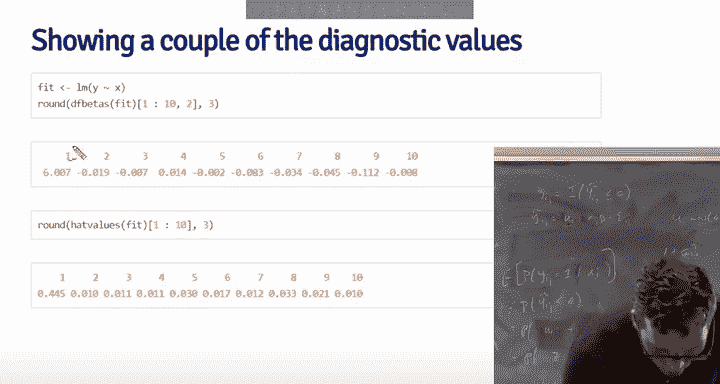 Showing a couple of the diagnostic values
fit <- lm(y ~ x)
round(dfbetas(fit)[1 : 10, 2], 3)
1 2 3 4 5 6 7 8 9 10
6.007 -0.019 -0.007 0.014 -0.002 -0.083 -0.034 -0.045 -0.112 -0.008
round(hatvalues(fit)[1 : 10], 3)
1 2 3 4 5 6 7 8 9 10
0.445 0.010 0.011 0.011 0.030 0.017 0.012 0.033 0.021 0.010